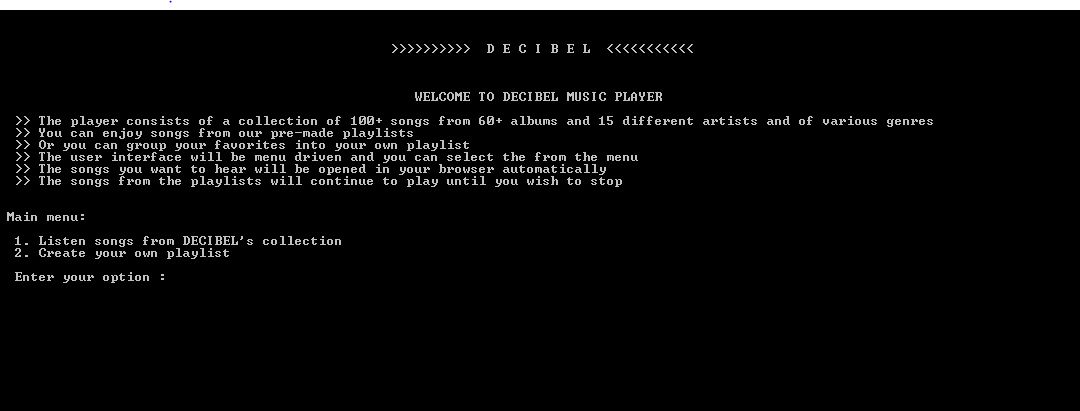 >>>>>>>>>> D E C I B E L <<<<<<<<<<<
WELCOME TO DECIBEL MUSIC PLAYER
>> The player consists of a collection of 100+ songs from 60+ albums and 15 different artists and of various genres
>> You can enjoy songs from our pre-made playlists
>> Or you can group your favorites into your own playlist
>> The user interface will be menu driven and you can select the from the menu
>> The songs you want to hear will be opened in your browser automatically
>> The songs from the playlists will continue to play until you wish to stop
Main menu:
1. Listen songs from DECIBEL's collection
2. Create your own playlist
Enter your option :